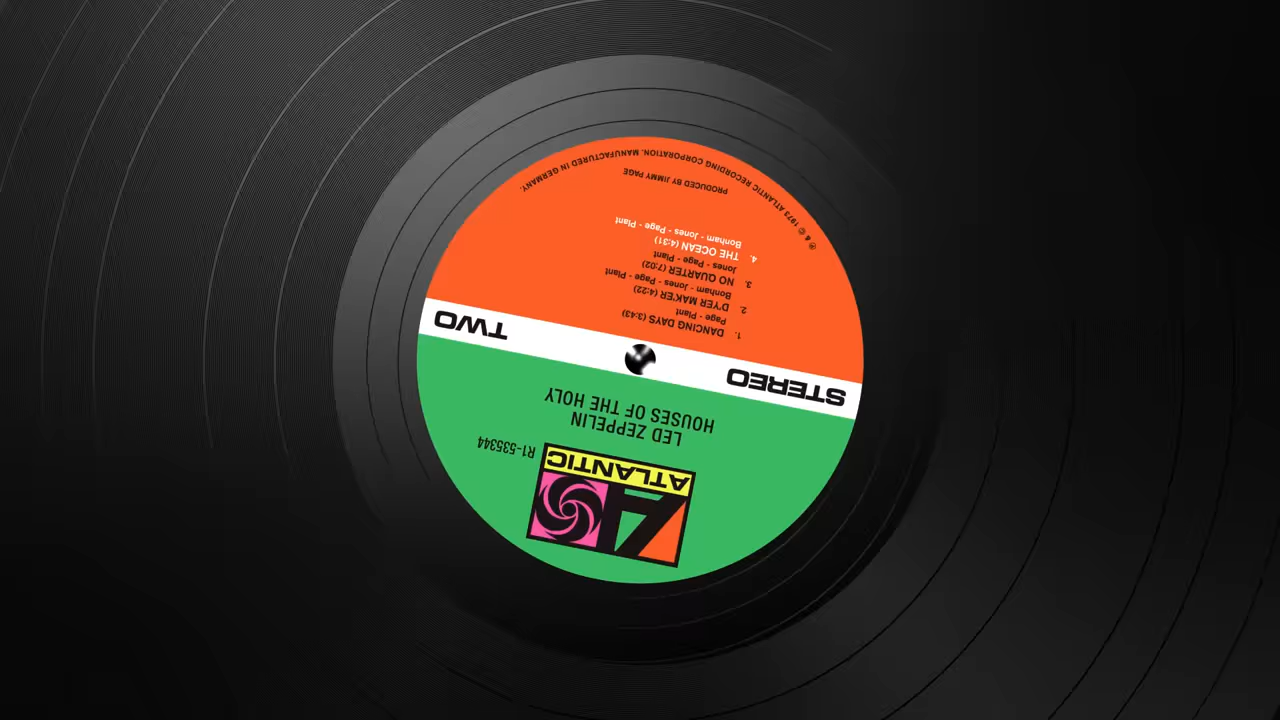 ATLANTIC
R1-535344
LED ZEPPELIN
HOUSES OF THE HOLY
STEREO
TWO
1. DANCING DAYS (3:43)
Page - Plant
2. D'YER MAK'ER (4:22)
Bonham - Jones - Page - Plant
3. NO QUARTER (7:02)
Jones - Page - Plant
4. THE OCEAN (4:31)
Bonham - Jones - Page - Plant
PRODUCED BY JIMMY PAGE
℗ & © 1973 ATLANTIC RECORDING CORPORATION. MANUFACTURED IN GERMANY.